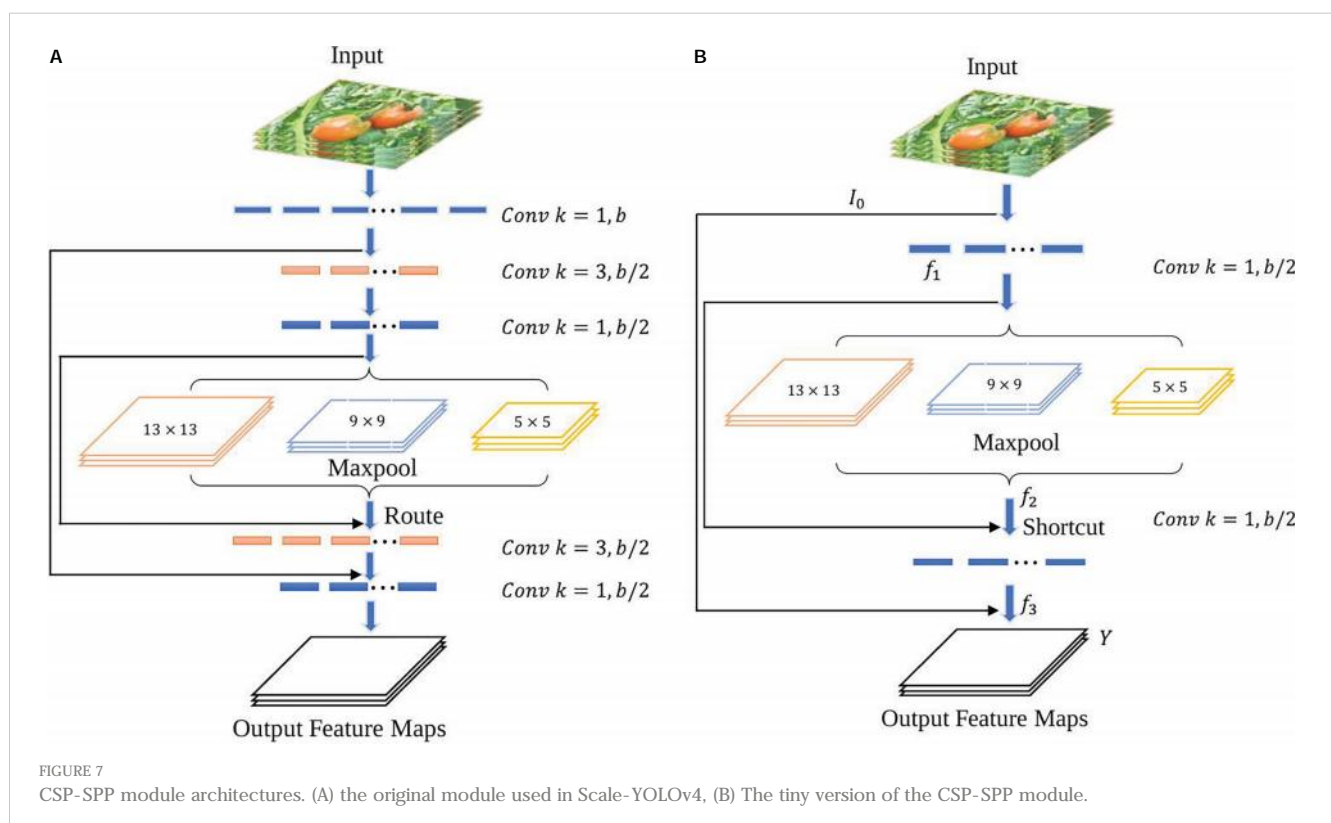 A
Input
Conv k = 1, b
Conv k = 3, b/2
Conv k = 1, b/2
13 × 13
9 × 9
5 × 5
Maxpool
Route
Conv k = 3, b/2
Conv k = 1, b/2
Output Feature Maps
B
Input
I₀
f₁
Conv k = 1, b/2
13 × 13
9 × 9
5 × 5
Maxpool
f₂
Conv k = 1, b/2
Shortcut
f₃
Y
Output Feature Maps
FIGURE 7
CSP-SPP module architectures. (A) the original module used in Scale-YOLOv4, (B) The tiny version of the CSP-SPP module.